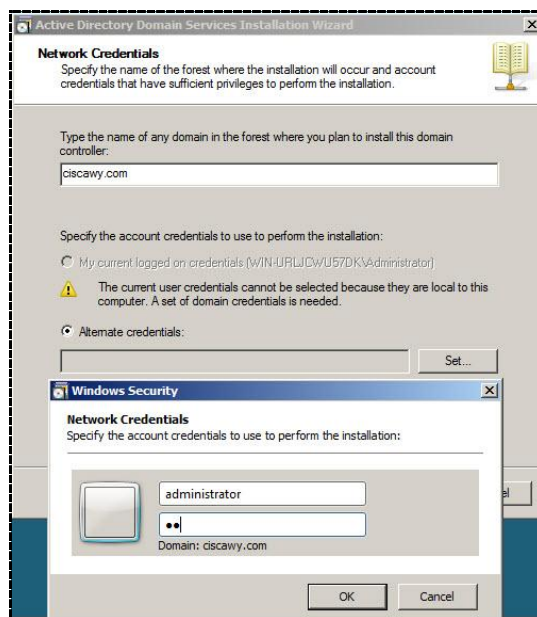 Active Directory Domain Services Installation Wizard
Network Credentials
Specify the name of the forest where the installation will occur and account
credentials that have sufficient privileges to perform the installation.
Type the name of any domain in the forest where you plan to install this domain
controller:
ciscawy.com
Specify the account credentials to use to perform the installation:
My current logged on credentials (WIN-URLJCWU57DK\Administrator)
The current user credentials cannot be selected because they are local to this
computer. A set of domain credentials is needed.
Alternate credentials:
Set...
Windows Security
Network Credentials
Specify the account credentials to use to perform the installation:
administrator
••
Domain: ciscawy.com
OK Cancel